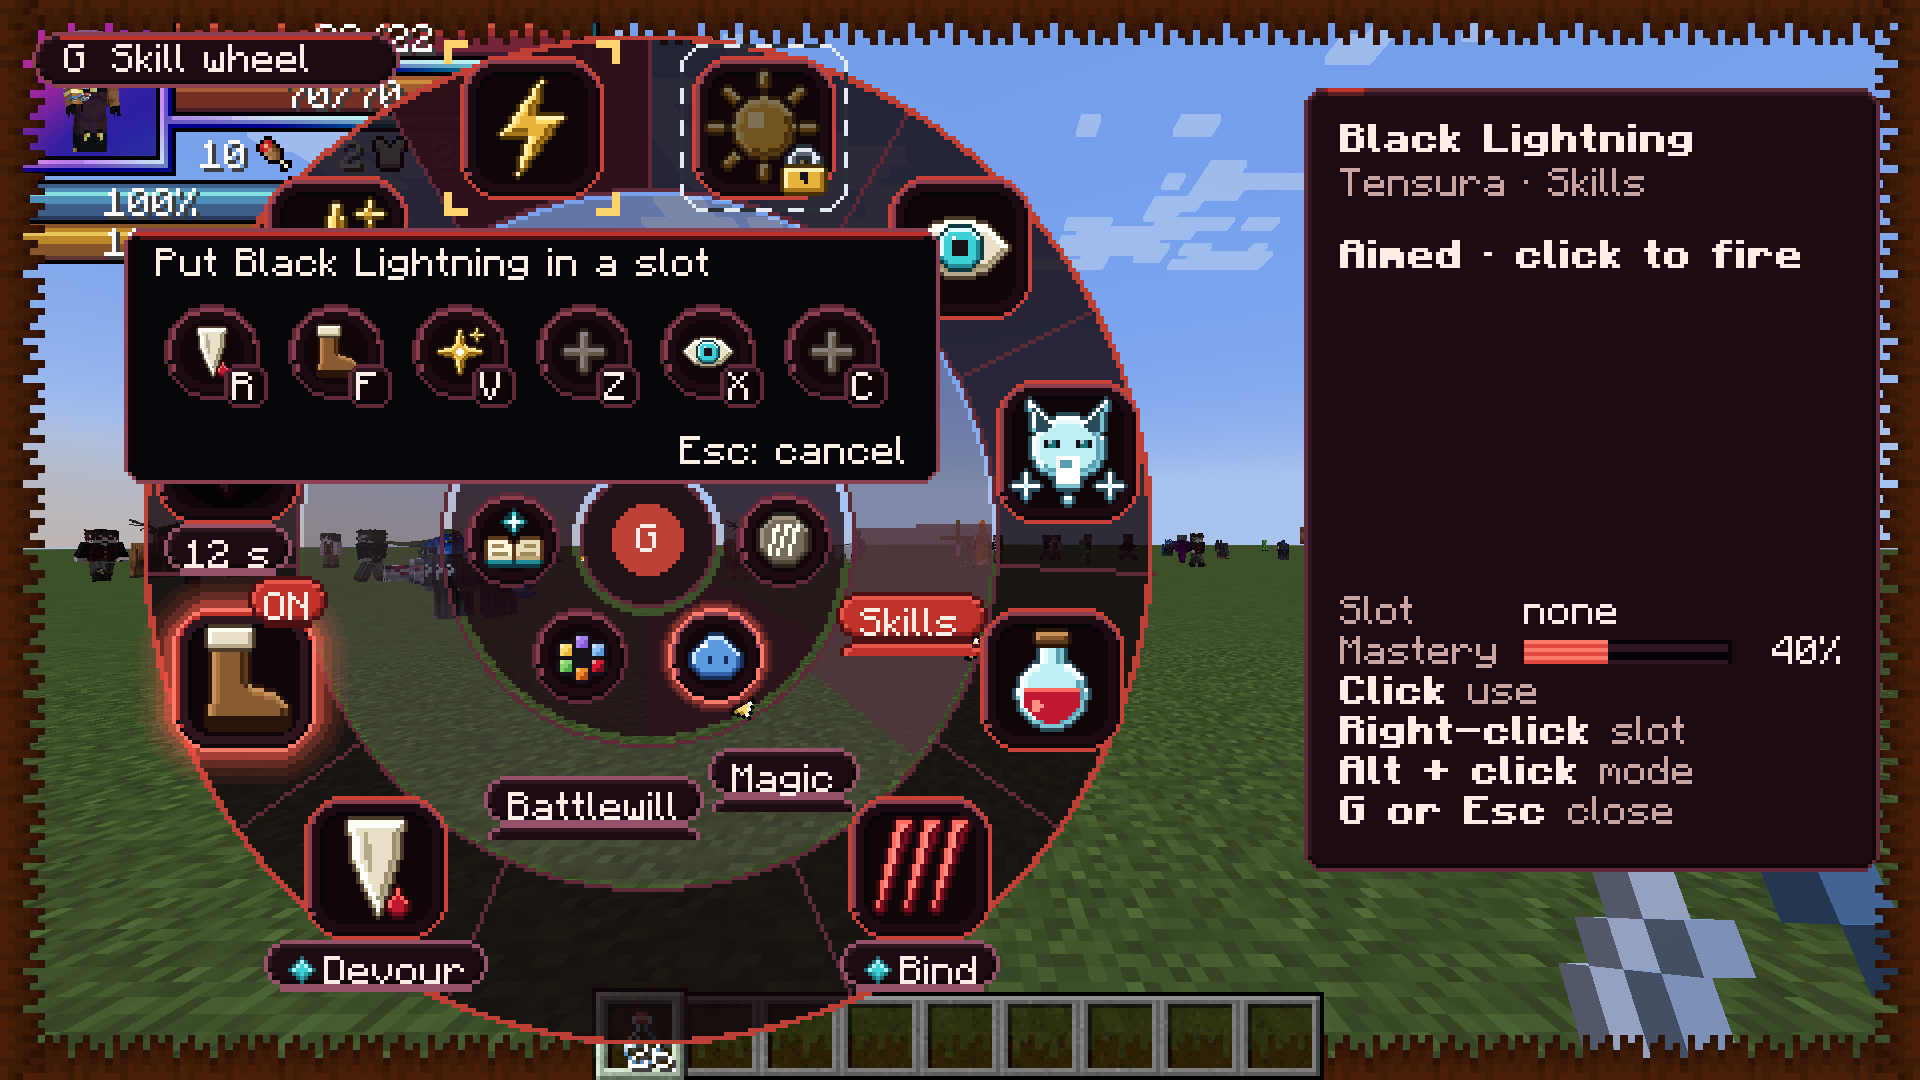 G Skill wheel
70/70
10
2
100%
Put Black Lightning in a slot
R
F
V
Z
X
C
Esc: cancel
12 s
G
ON
Skills
Magic
Battlewill
Devour
Bind
26
Black Lightning
Tensura · Skills
Aimed · click to fire
Slot none
Mastery 40%
Click use
Right-click slot
Alt + click mode
G or Esc close